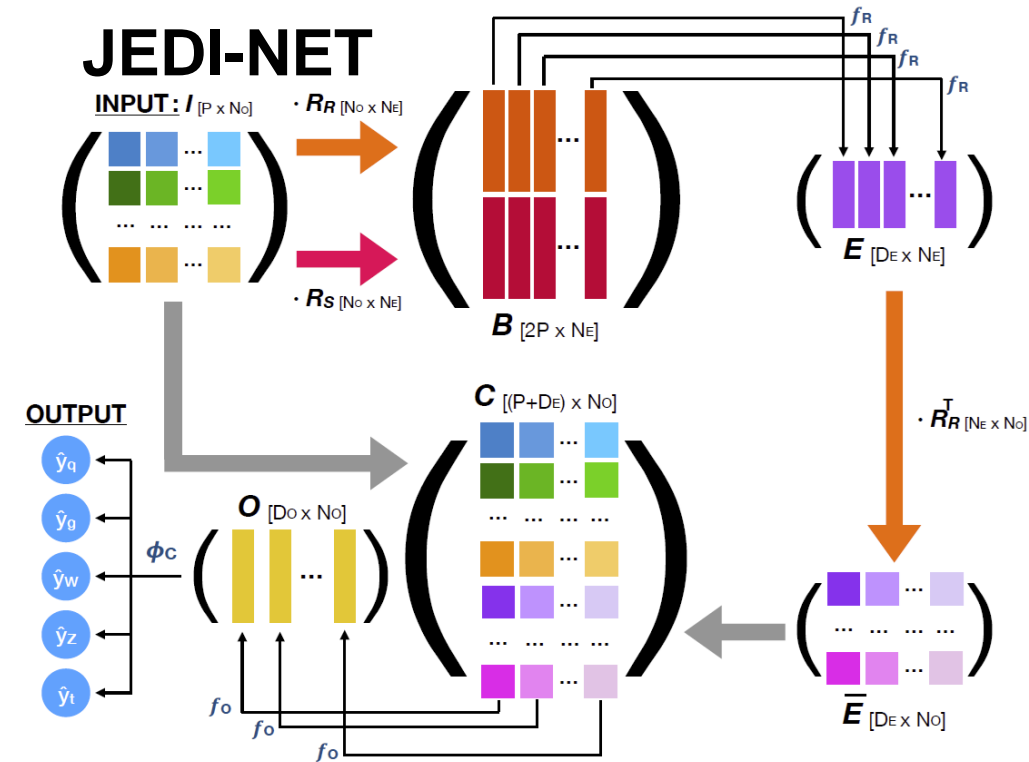 JEDI-NET
INPUT: I [P x No]
· RR [No x NE]
· RS [No x NE]
...
...
... ... ... ...
...
...
...
B [2P x NE]
fR
fR
fR
fR
...
E [DE x NE]
· RTR [NE x No]
...
... ... ... ...
...
E̅ [DE x No]
C [(P+DE) x No]
...
...
... ... ... ...
...
...
... ... ... ...
...
O [Do x No]
...
fO
fO
fO
ϕC
OUTPUT
ŷq
ŷg
ŷW
ŷZ
ŷt